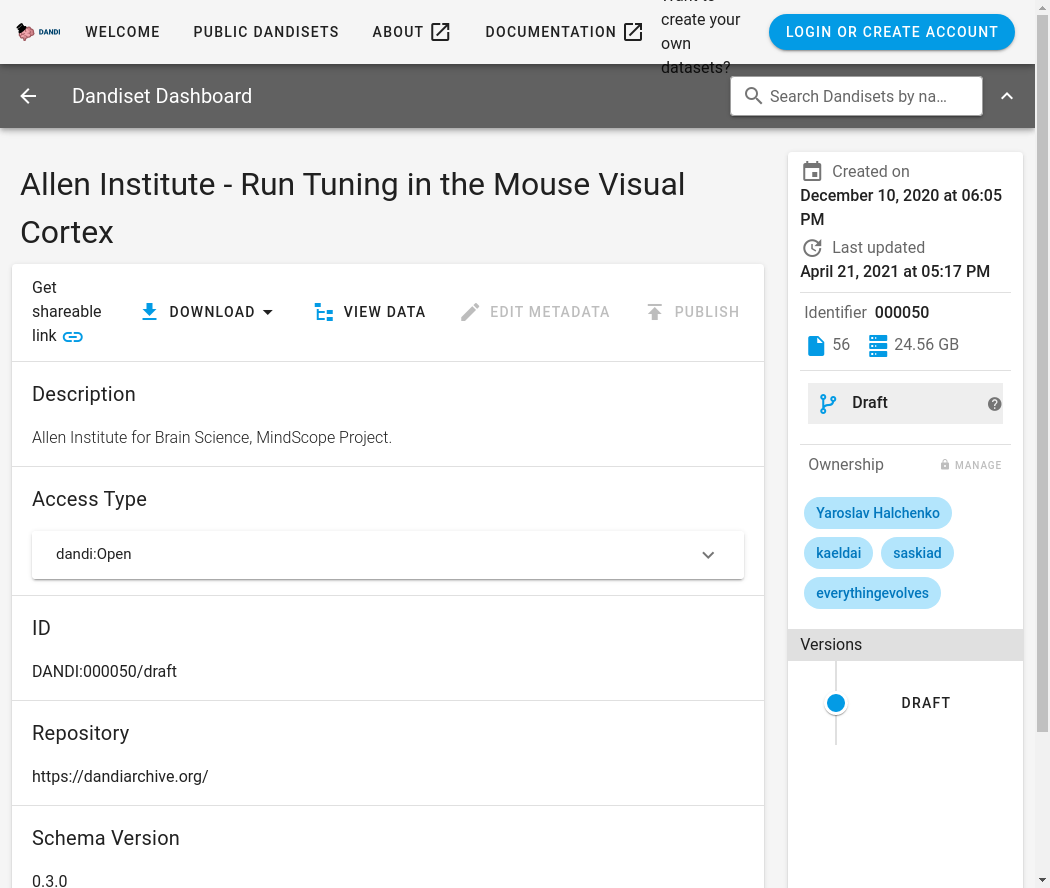 DANDI
WELCOME
PUBLIC DANDISETS
ABOUT
DOCUMENTATION
create your
own
datasets?
LOGIN OR CREATE ACCOUNT
Dandiset Dashboard
Search Dandisets by na…
Allen Institute - Run Tuning in the Mouse Visual
Cortex
Get
shareable
link
DOWNLOAD
VIEW DATA
EDIT METADATA
PUBLISH
Description
Allen Institute for Brain Science, MindScope Project.
Access Type
dandi:Open
ID
DANDI:000050/draft
Repository
https://dandiarchive.org/
Schema Version
0.3.0
Created on
December 10, 2020 at 06:05
PM
Last updated
April 21, 2021 at 05:17 PM
Identifier 000050
56 24.56 GB
Draft
Ownership
MANAGE
Yaroslav Halchenko
kaeldai saskiad
everythingevolves
Versions
DRAFT